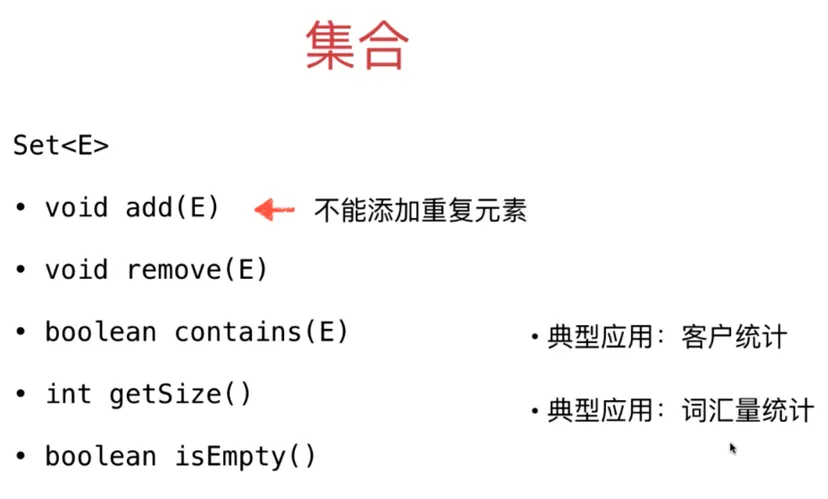 集合
Set<E>
• void add(E) 不能添加重复元素
• void remove(E)
• boolean contains(E)
• 典型应用：客户统计
• int getSize()
• 典型应用：词汇量统计
• boolean isEmpty()